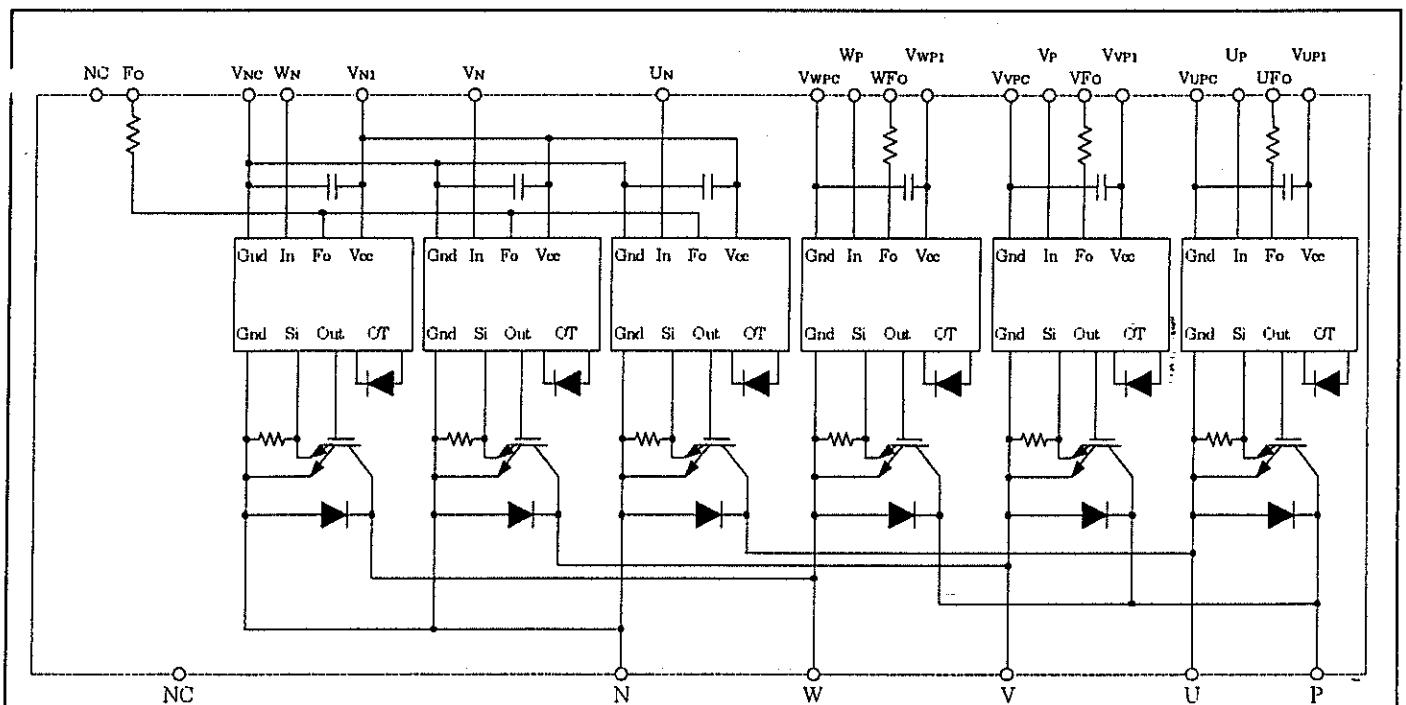 NC FO VNC WN VN1 VN UN VWPC WP WFO VWP1 VVPC VP VFO VVP1 VUPC UP UFO VUP1
Gnd In Fo Vcc Gnd In Fo Vcc Gnd In Fo Vcc Gnd In Fo Vcc Gnd In Fo Vcc Gnd In Fo Vcc
Gnd Si Out OT Gnd Si Out OT Gnd Si Out OT Gnd Si Out OT Gnd Si Out OT Gnd Si Out OT
NC N W V U P